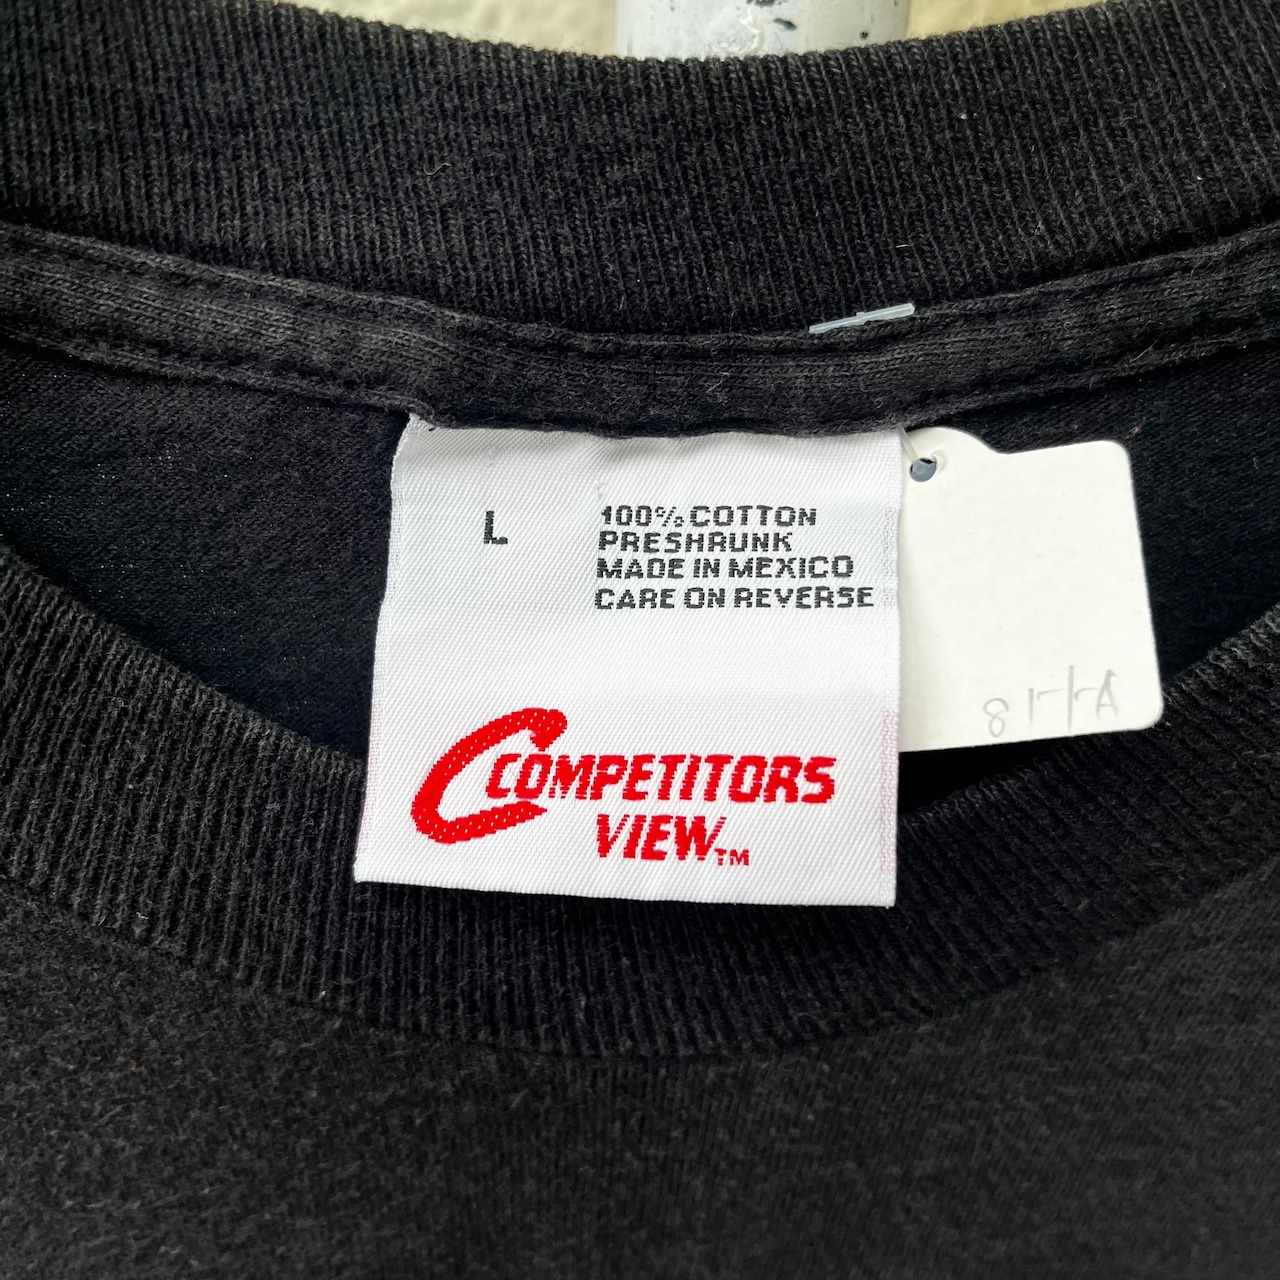 L
100% COTTON
PRESHRUNK
MADE IN MEXICO
CARE ON REVERSE
COMPETITORS
VIEW™